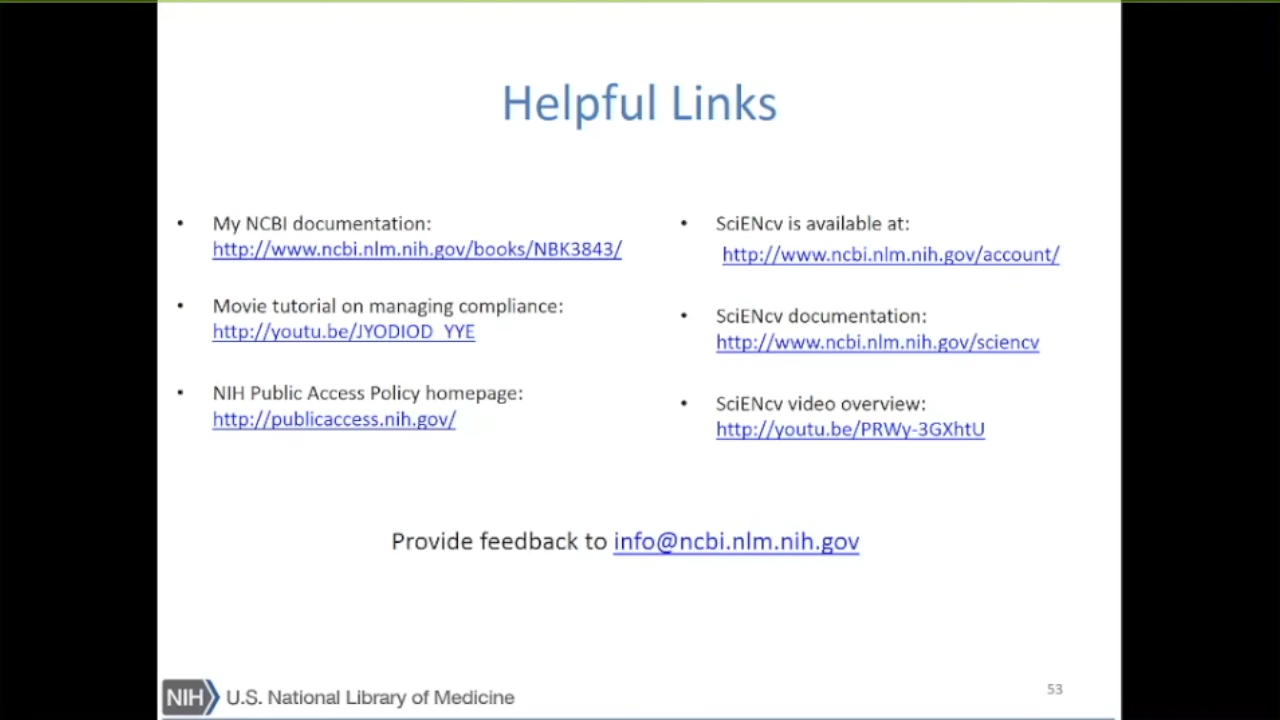 Helpful Links
• My NCBI documentation:
http://www.ncbi.nlm.nih.gov/books/NBK3843/
• Movie tutorial on managing compliance:
http://youtu.be/JYODIOD_YYE
• NIH Public Access Policy homepage:
http://publicaccess.nih.gov/
• SciENcv is available at:
http://www.ncbi.nlm.nih.gov/account/
• SciENcv documentation:
http://www.ncbi.nlm.nih.gov/sciencv
• SciENcv video overview:
http://youtu.be/PRWy-3GXhtU
Provide feedback to info@ncbi.nlm.nih.gov
NIH U.S. National Library of Medicine
53